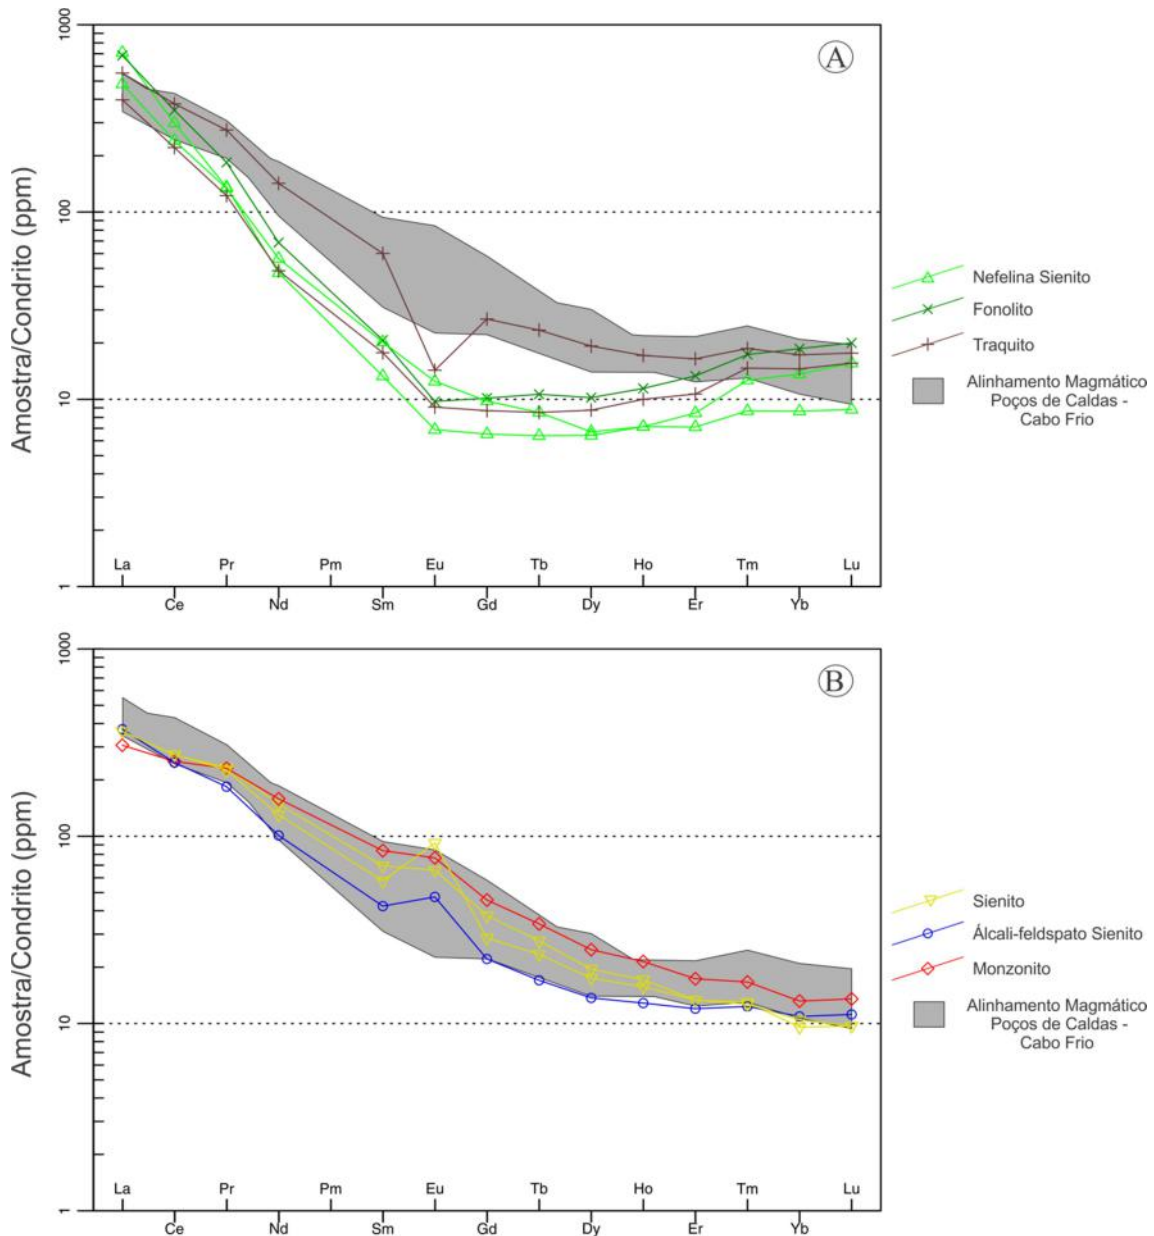 A
1000
100
10
1
Amostra/Condrito (ppm)
La Pr Pm Eu Tb Ho Tm Lu
Ce Nd Sm Gd Dy Er Yb
Nefelina Sienito
Fonolito
Traquito
Alinhamento Magmático
Poços de Caldas -
Cabo Frio
B
1000
100
10
1
Amostra/Condrito (ppm)
La Pr Pm Eu Tb Ho Tm Lu
Ce Nd Sm Gd Dy Er Yb
Sienito
Álcali-feldspato Sienito
Monzonito
Alinhamento Magmático
Poços de Caldas -
Cabo Frio